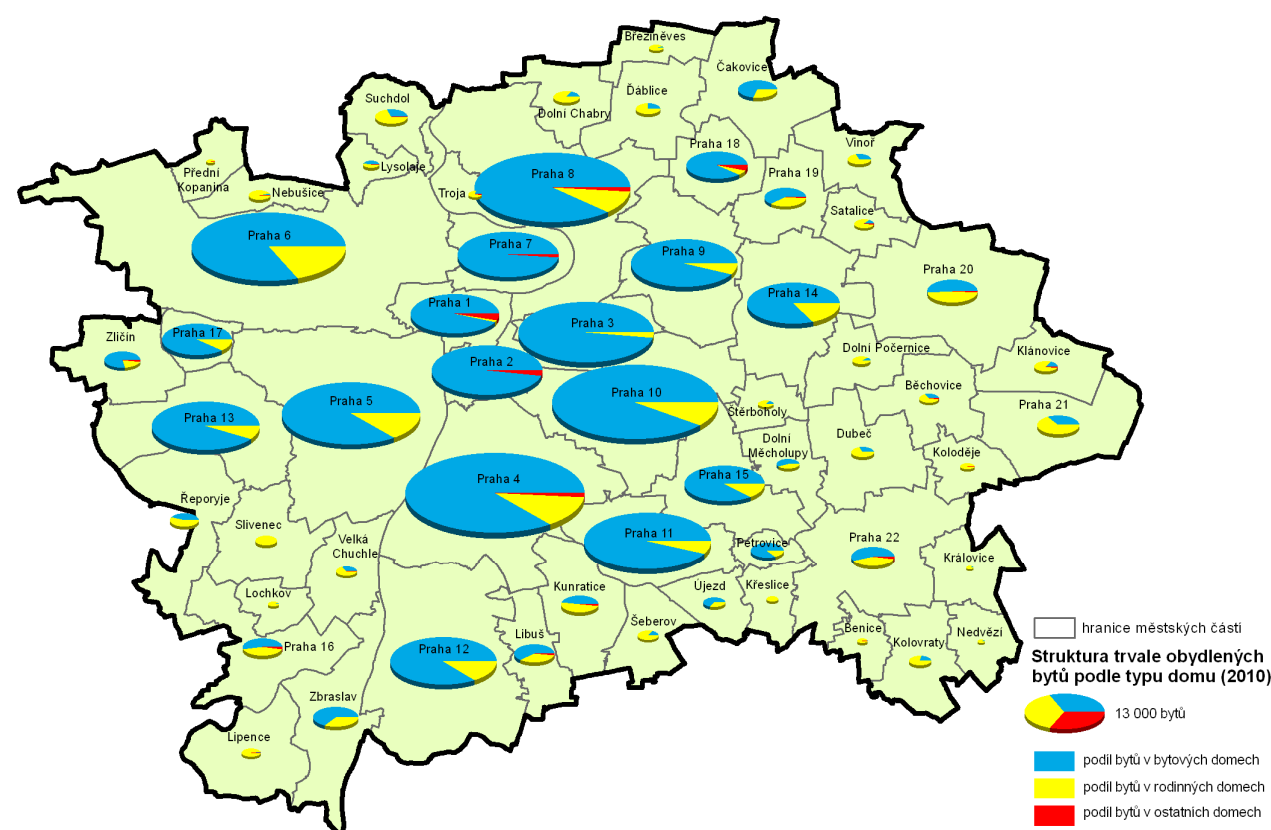 Březiněves
Čakovice
Suchdol
Ďáblice
Dolní Chabry
Praha 18
Vinoř
Přední
Kopanina
Lysolaje
Nebušice
Troja
Praha 8
Praha 19
Satalice
Praha 6
Praha 7
Praha 9
Praha 20
Praha 14
Praha 1
Praha 3
Praha 17
Zličín
Dolní Počernice
Klánovice
Praha 2
Běchovice
Praha 10
Praha 5
Praha 13
Štěrboholy
Praha 21
Dolní
Měcholupy
Dubeč
Koloděje
Praha 4
Praha 15
Řeporyje
Slivenec
Velká
Chuchle
Praha 11
Petrovice
Praha 22
Královice
Lochkov
Kunratice
Újezd
Křeslice
Šeberov
Benice
Kolovraty
Nedvězí
Praha 16
Praha 12
Libuš
Zbraslav
Lipence
hranice městských částí
Struktura trvale obydlených
bytů podle typu domu (2010)
13 000 bytů
podíl bytů v bytových domech
podíl bytů v rodinných domech
podíl bytů v ostatních domech